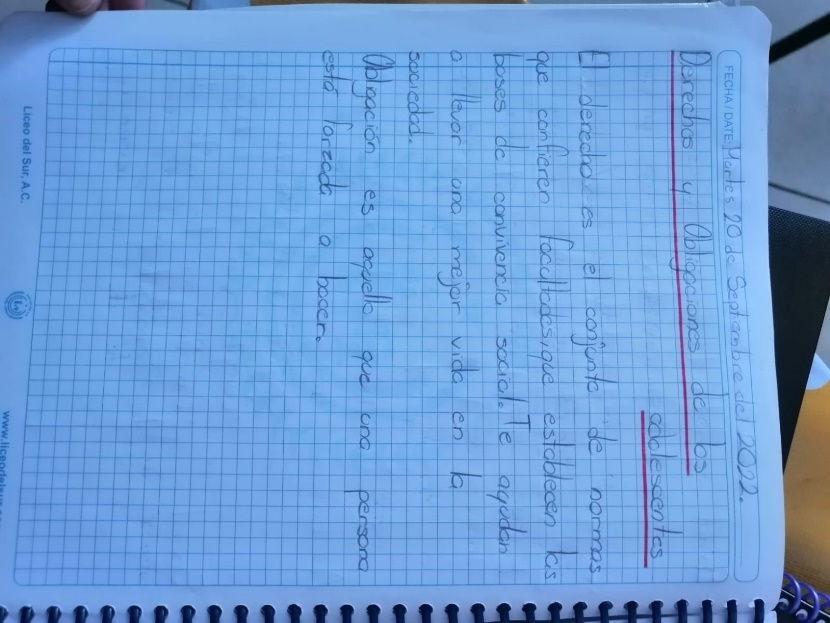 FECHA / DATE: Martes 20 de Septiembre del 2022.
Derechos y Obligaciones de los
adolescentes
El derecho es el conjunto de normas
que confieren facultades, que establecen las
bases de convivencia social. Te ayudan
a llevar una mejor vida en la
sociedad.
Obligación es aquello que una persona
está forzada a hacer.
Liceo del Sur, A.C.